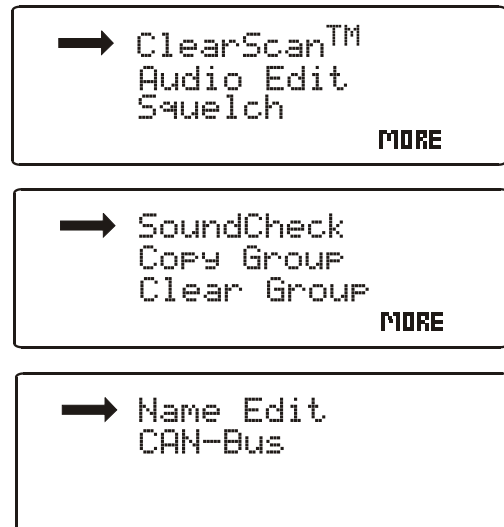 ClearScan™
Audio Edit
Squelch
MORE
SoundCheck
Copy Group
Clear Group
MORE
Name Edit
CAN-Bus